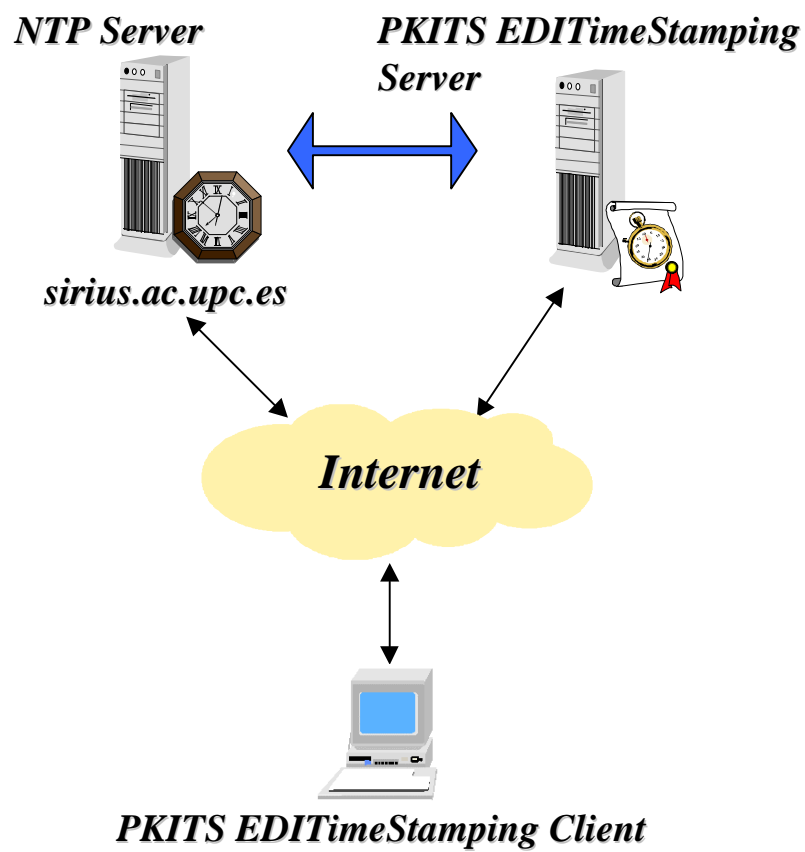 NTP Server
PKITS EDITimeStamping
Server
sirius.ac.upc.es
Internet
PKITS EDITimeStamping Client